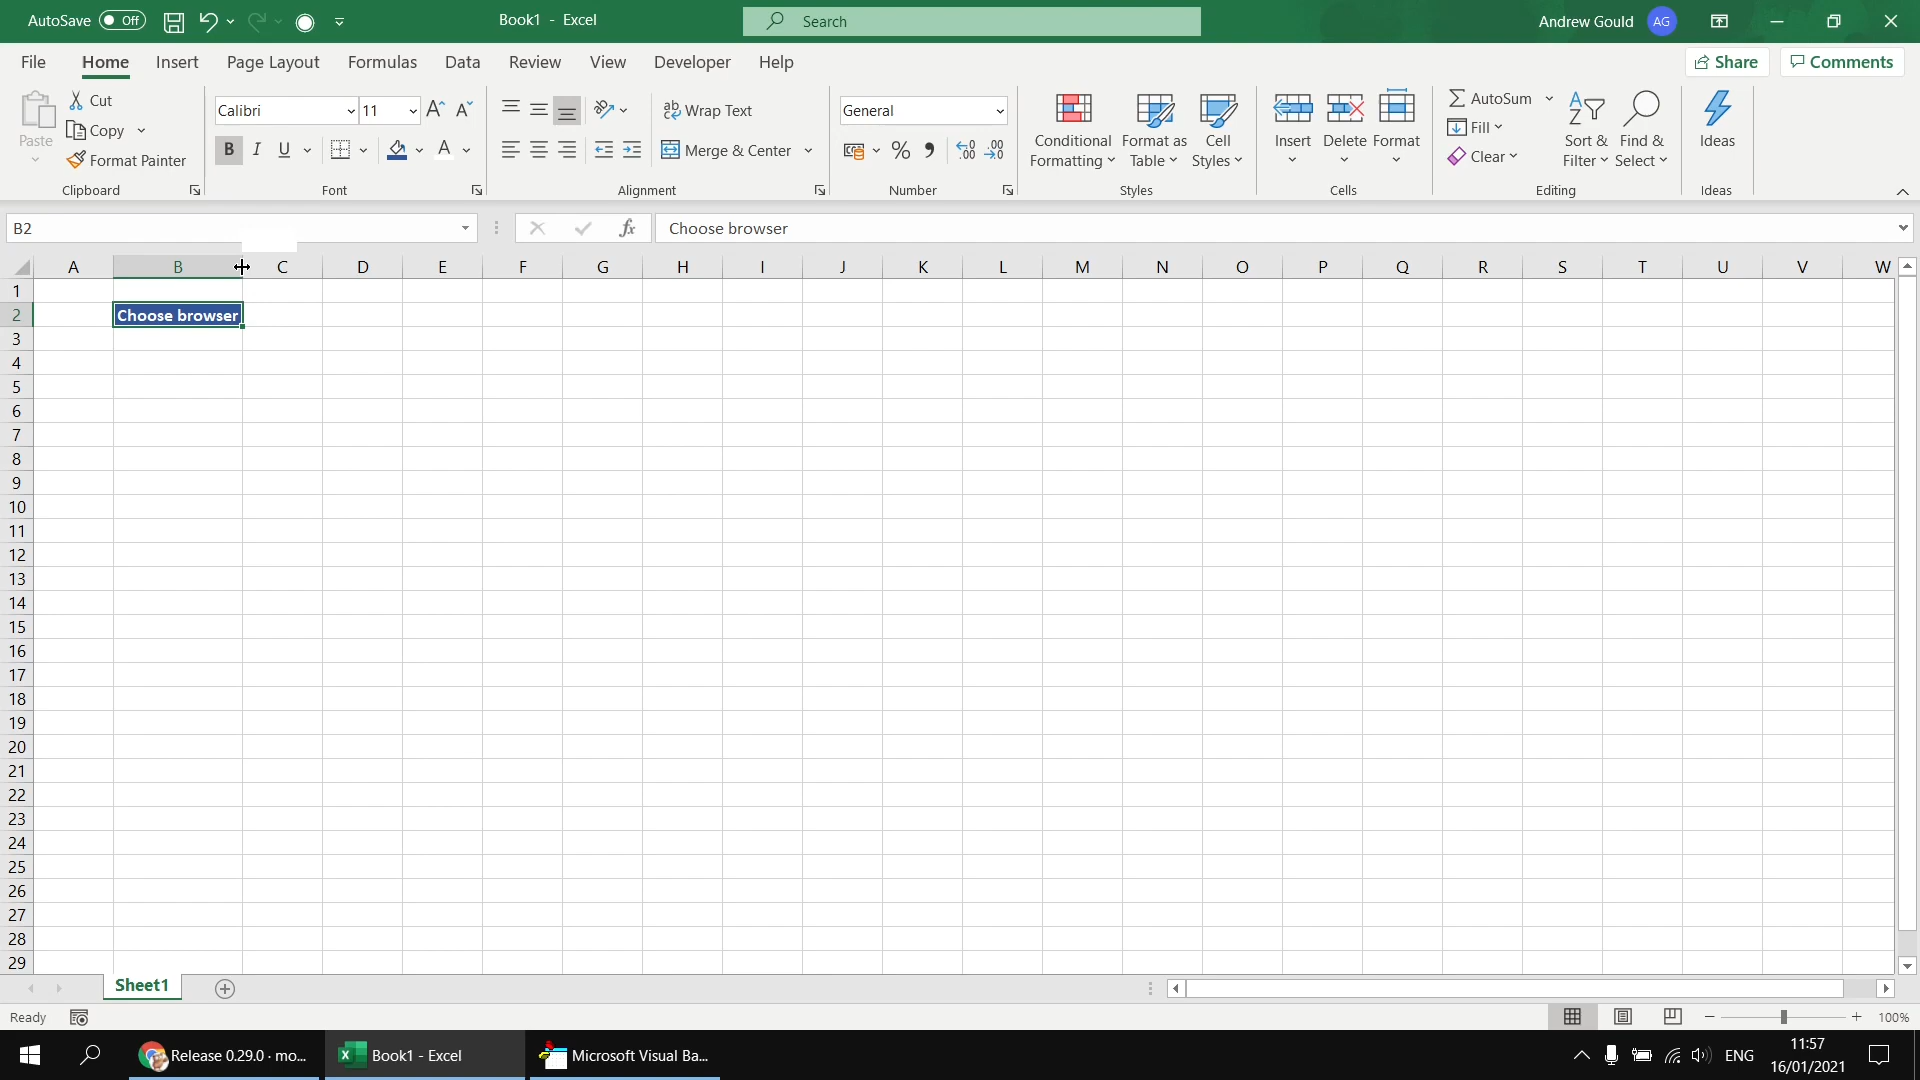 AutoSave Off Book1 - Excel Search Andrew Gould AG
File Home Insert Page Layout Formulas Data Review View Developer Help Share Comments
Paste Cut Copy Format Painter Clipboard
Calibri 11 A A B I U A Font
ab Wrap Text Merge & Center Alignment
General % 9 .00 .00 Number
Conditional Formatting Format as Table Cell Styles Styles
Insert Delete Format Cells
AutoSum Fill Clear Sort & Filter Find & Select Editing
Ideas Ideas
B2 fx Choose browser
A B C D E F G H I J K L M N O P Q R S T U V W
1
2 Choose browser
3
4
5
6
7
8
9
10
11
12
13
14
15
16
17
18
19
20
21
22
23
24
25
26
27
28
29
Sheet1
Ready 100%
Release 0.29.0 · mo... Book1 - Excel Microsoft Visual Ba... ENG 11:57
16/01/2021